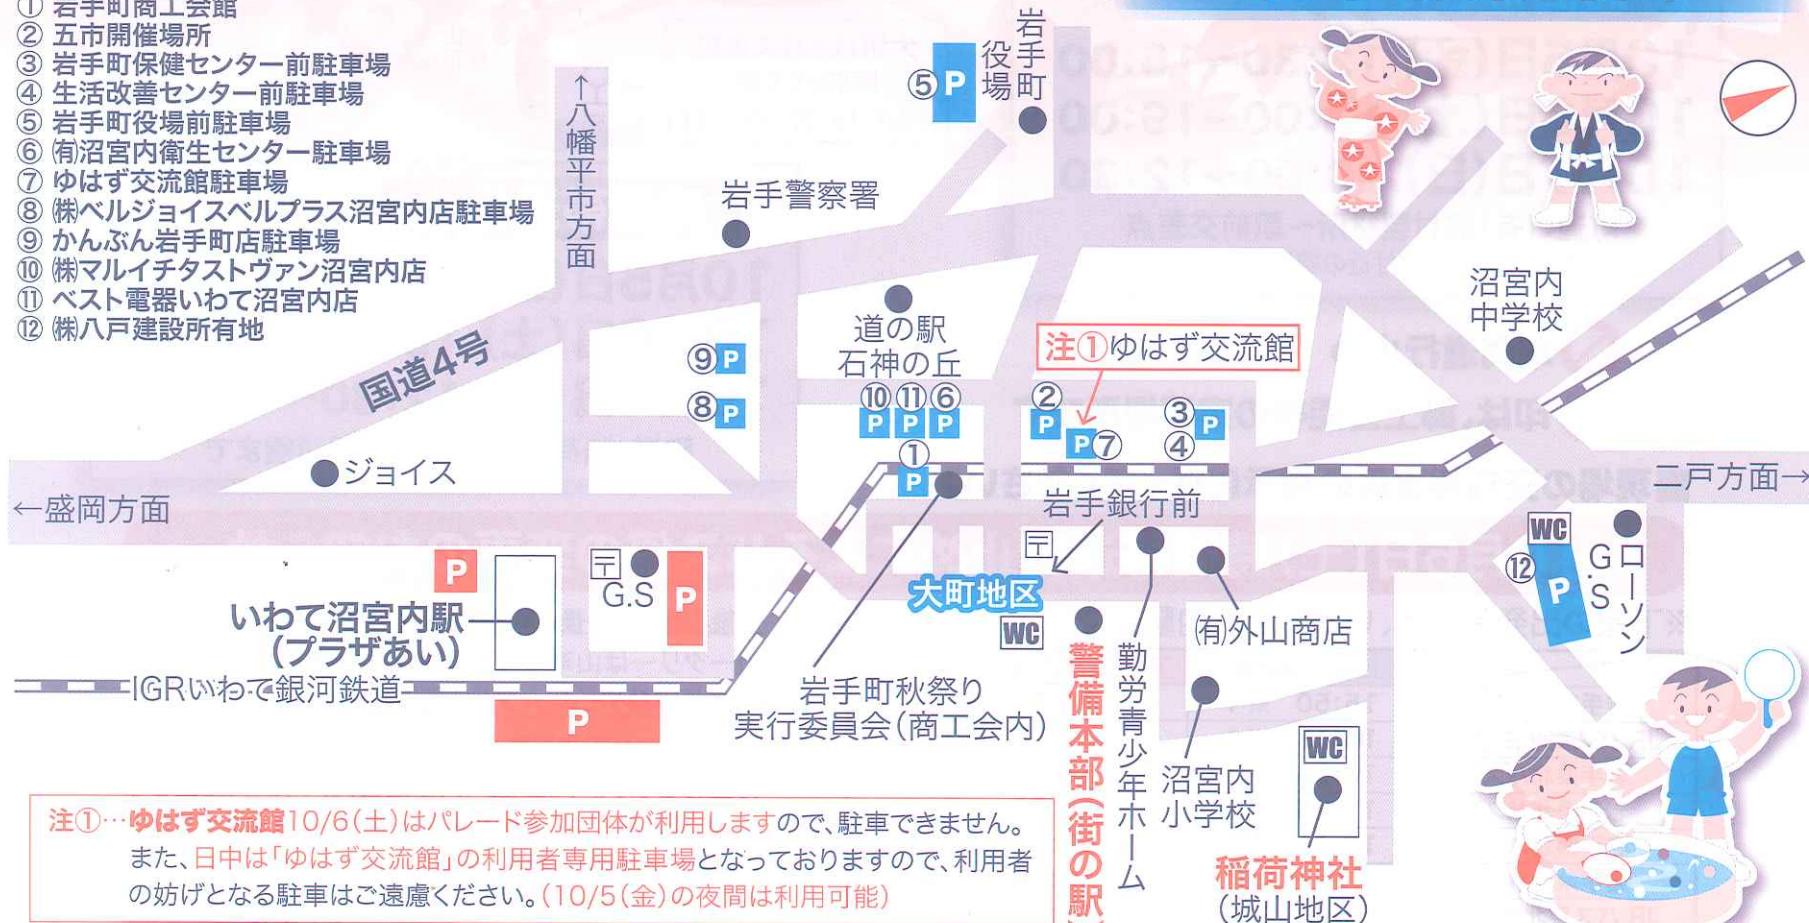 ① 岩手町商工会館
② 五市開催場所
③ 岩手町保健センター前駐車場
④ 生活改善センター前駐車場
⑤ 岩手町役場前駐車場
⑥ ㈲沼宮内衛生センター駐車場
⑦ ゆはず交流館駐車場
⑧ ㈱ベルジョイスベルプラス沼宮内店駐車場
⑨ かんぶん岩手町店駐車場
⑩ ㈱マルイチタストヴァン沼宮内店
⑪ ベスト電器いわて沼宮内店
⑫ ㈱八戸建設所有地
↑八幡平市方面
⑤ P
岩手町
役場
岩手警察署
国道4号
道の駅
石神の丘
注①ゆはず交流館
沼宮内
中学校
⑨ P
⑧ P
⑩ ⑪ ⑥
P P P
① P
② P
P ⑦
③ P
④
ジョイス
←盛岡方面
二戸方面→
岩手銀行前
〒
大町地区
WC
P
〒
G.S
P
いわて沼宮内駅
(プラザあい)
IGRいわて銀河鉄道
P
岩手町秋祭り
実行委員会(商工会内)
警備本部(街の駅)
勤労青少年ホーム
㈲外山商店
沼宮内
小学校
WC
稲荷神社
(城山地区)
WC
⑫ P
G.S
ローソン
注①…ゆはず交流館10/6(土)はパレード参加団体が利用しますので、駐車できません。
また、日中は「ゆはず交流館」の利用者専用駐車場となっておりますので、利用者
の妨げとなる駐車はご遠慮ください。(10/5(金)の夜間は利用可能)